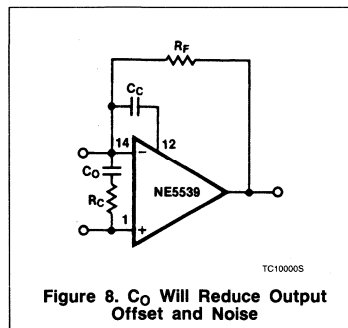 RF
CC
14
12
−
CO
NE5539
RC
1
+
TC10000S
Figure 8. CO Will Reduce Output
Offset and Noise